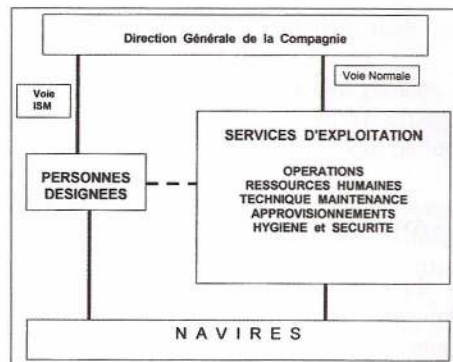 Direction Générale de la Compagnie
Voie
ISM
Voie Normale
SERVICES D'EXPLOITATION
OPERATIONS
RESSOURCES HUMAINES
TECHNIQUE MAINTENANCE
APPROVISIONNEMENTS
HYGIENE et SECURITE
PERSONNES
DESIGNEES
NAVIRES